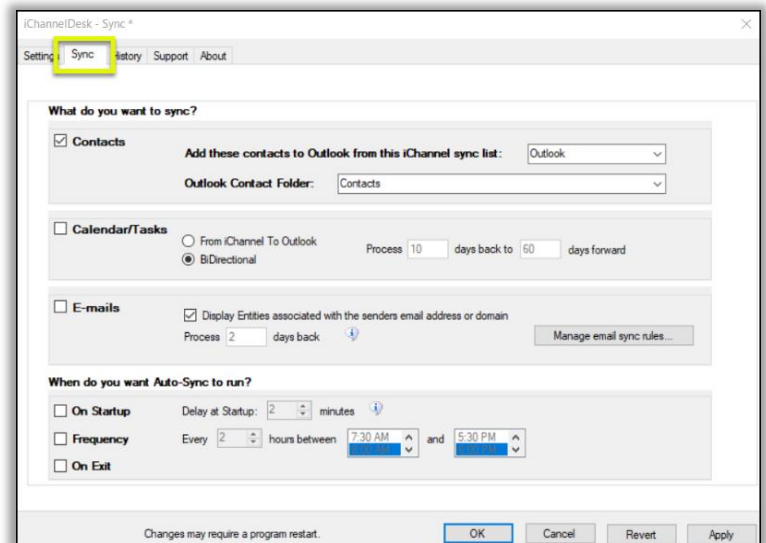 iChannelDesk - Sync *
Settings Sync History Support About
What do you want to sync?
Contacts
Add these contacts to Outlook from this iChannel sync list: Outlook
Outlook Contact Folder: Contacts
Calendar/Tasks
From iChannel To Outlook
BiDirectional
Process 10 days back to 60 days forward
E-mails
Display Entities associated with the senders email address or domain
Process 2 days back
Manage email sync rules...
When do you want Auto-Sync to run?
On Startup Delay at Startup: 2 minutes
Frequency Every 2 hours between 7:30 AM and 5:30 PM
On Exit
Changes may require a program restart.
OK Cancel Revert Apply